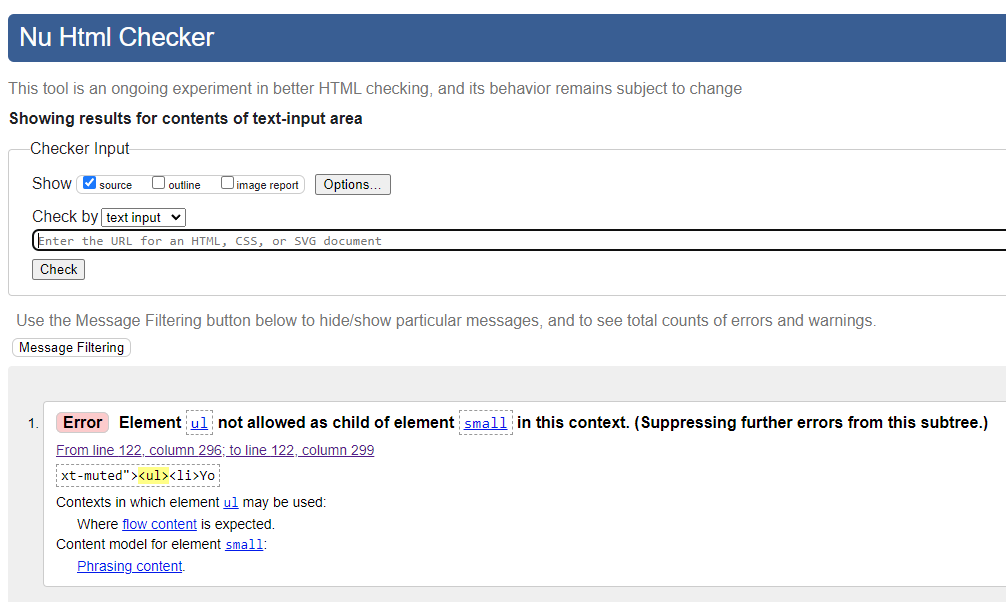 Nu Html Checker
This tool is an ongoing experiment in better HTML checking, and its behavior remains subject to change
Showing results for contents of text-input area
Checker Input
Show source outline image report Options...
Check by text input
Enter the URL for an HTML, CSS, or SVG document
Check
Use the Message Filtering button below to hide/show particular messages, and to see total counts of errors and warnings.
Message Filtering
1. Error Element ul not allowed as child of element small in this context. (Suppressing further errors from this subtree.)
From line 122, column 296; to line 122, column 299
xt-muted"><ul><li>Yo
Contexts in which element ul may be used:
Where flow content is expected.
Content model for element small:
Phrasing content.